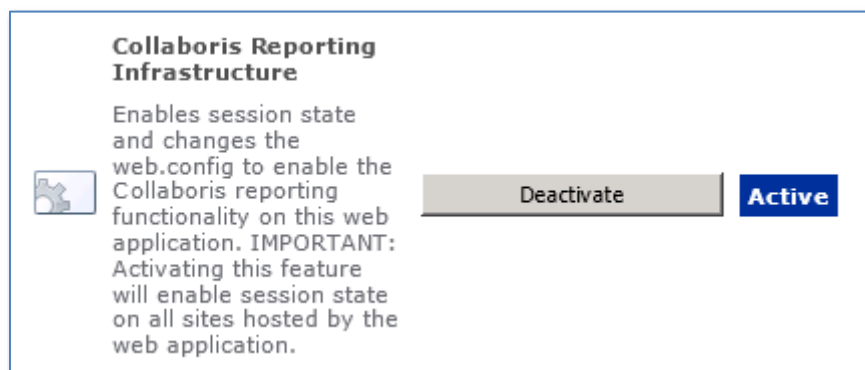 Collaboris Reporting
Infrastructure
Enables session state
and changes the
web.config to enable the
Collaboris reporting
functionality on this web
application. IMPORTANT:
Activating this feature
will enable session state
on all sites hosted by the
web application.
Deactivate
Active